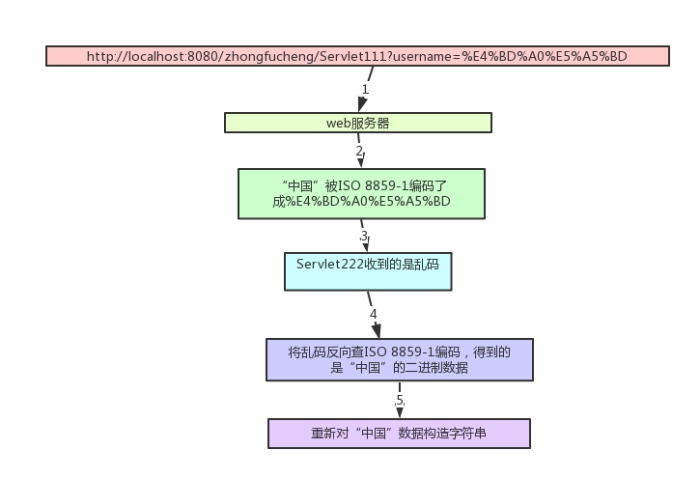 http://localhost:8080/zhongfucheng/Servlet111?username=%E4%BD%A0%E5%A5%BD
1
web服务器
2
“中国”被ISO 8859-1编码了
成%E4%BD%A0%E5%A5%BD
3
Servlet222收到的是乱码
4
将乱码反向查ISO 8859-1编码，得到的
是“中国”的二进制数据
5
重新对“中国”数据构造字符串